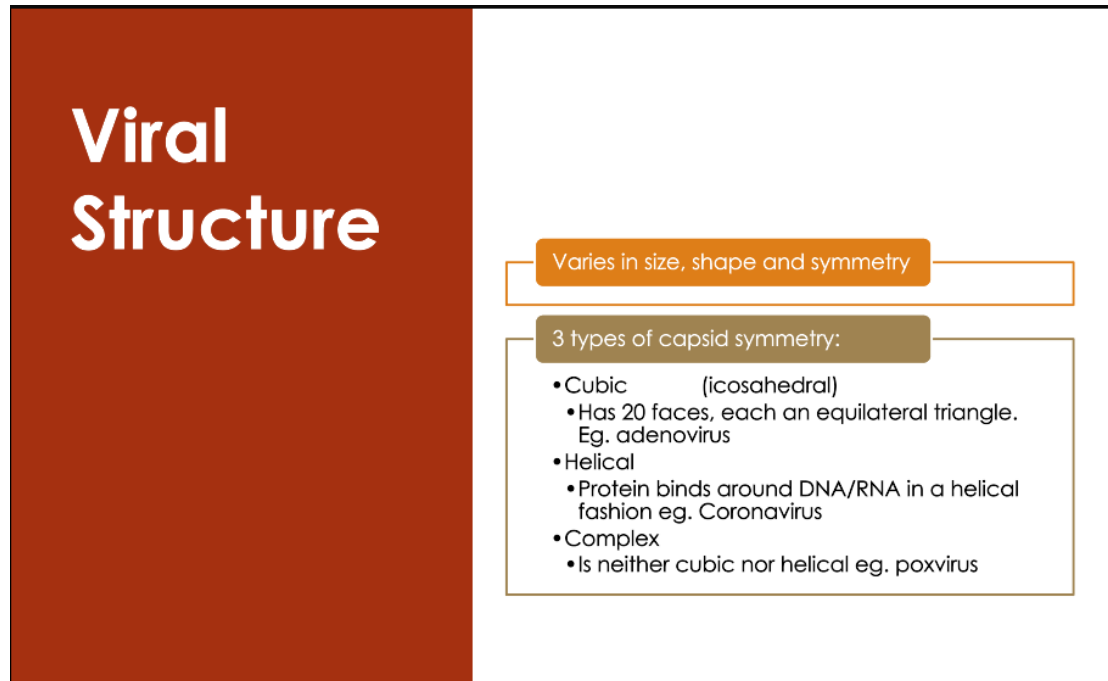 Viral
Structure
Varies in size, shape and symmetry
3 types of capsid symmetry:
•Cubic (icosahedral)
•Has 20 faces, each an equilateral triangle.
Eg. adenovirus
•Helical
•Protein binds around DNA/RNA in a helical
fashion eg. Coronavirus
•Complex
•Is neither cubic nor helical eg. poxvirus